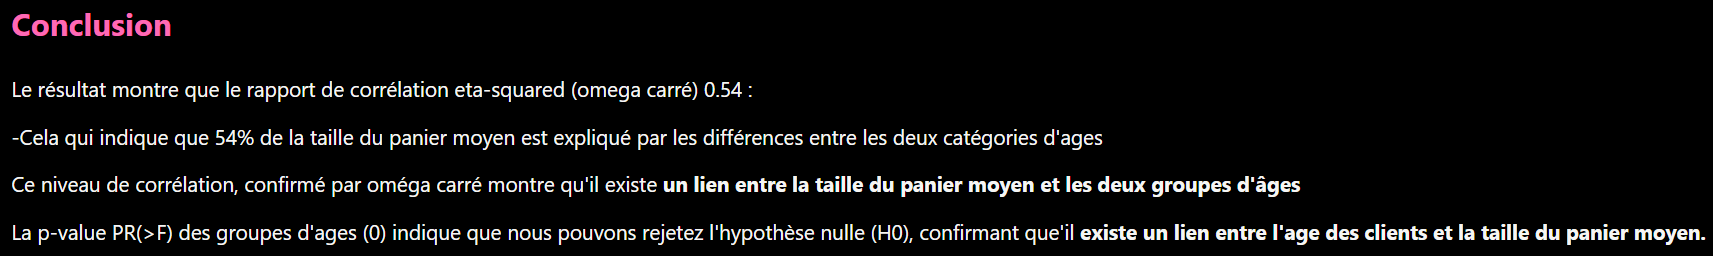 Conclusion
Le résultat montre que le rapport de corrélation eta-squared (omega carré) 0.54 :
-Cela qui indique que 54% de la taille du panier moyen est expliqué par les différences entre les deux catégories d'ages
Ce niveau de corrélation, confirmé par oméga carré montre qu'il existe un lien entre la taille du panier moyen et les deux groupes d'âges
La p-value PR(>F) des groupes d'ages (0) indique que nous pouvons rejetez l'hypothèse nulle (H0), confirmant que'il existe un lien entre l'age des clients et la taille du panier moyen.